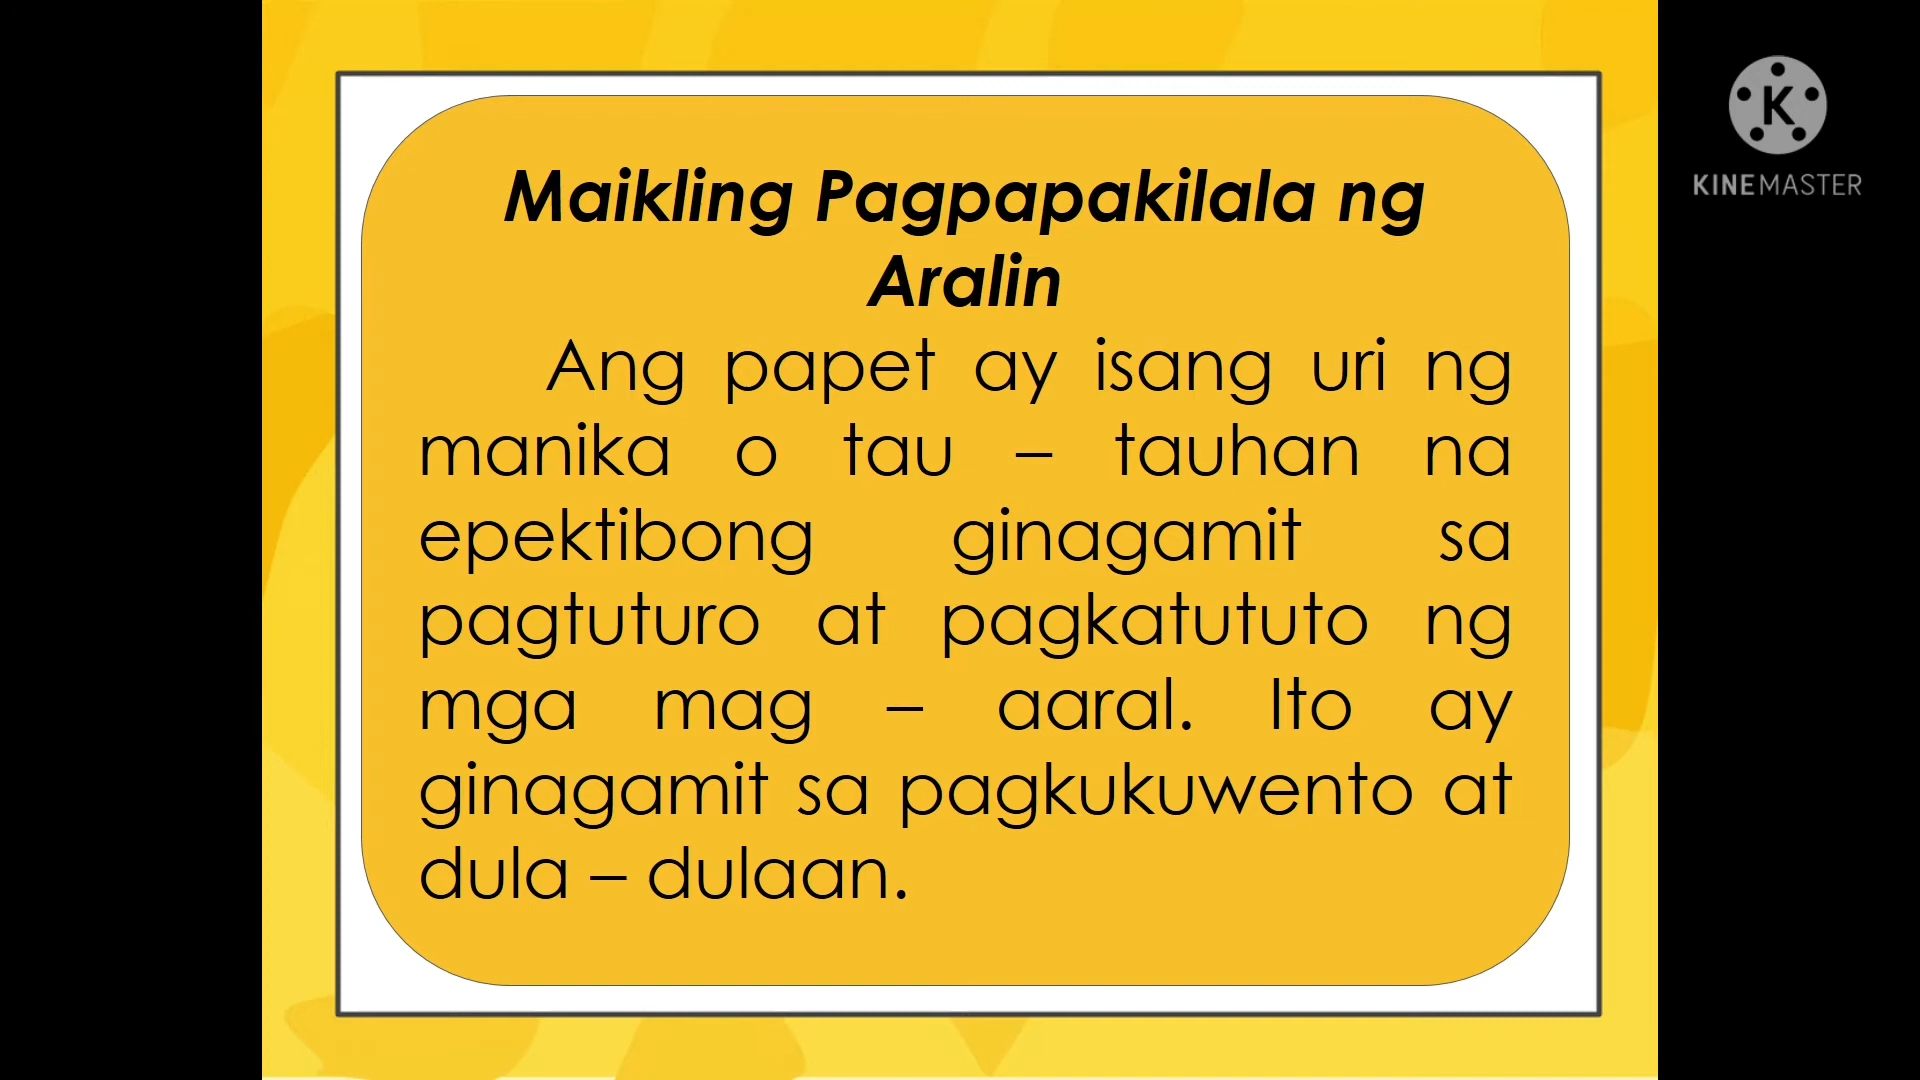 Maikling Pagpapakilala ng
Aralin
Ang papet ay isang uri ng
manika o tau – tauhan na
epektibong ginagamit sa
pagtuturo at pagkatututo ng
mga mag – aaral. Ito ay
ginagamit sa pagkukuwento at
dula – dulaan.
K
KINEMASTER